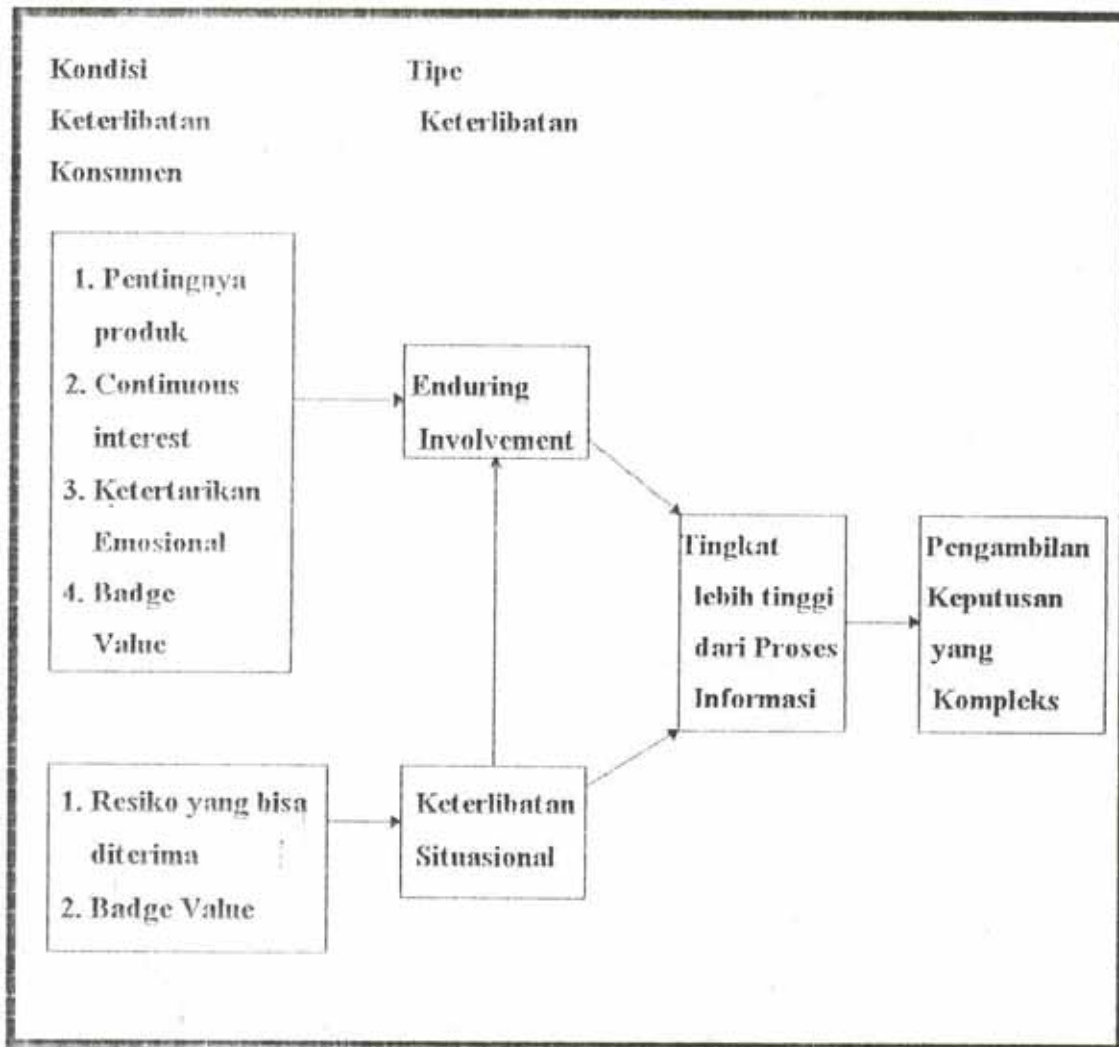 Kondisi
Keterlibatan
Konsumen
Tipe
Keterlibatan
1. Pentingnya
produk
2. Continuous
interest
3. Ketertarikan
Emosional
4. Badge
Value
Enduring
Involvement
Tingkat
lebih tinggi
dari Proses
Informasi
Pengambilan
Keputusan
yang
Kompleks
1. Resiko yang bisa
diterima
2. Badge Value
Keterlibatan
Situasional